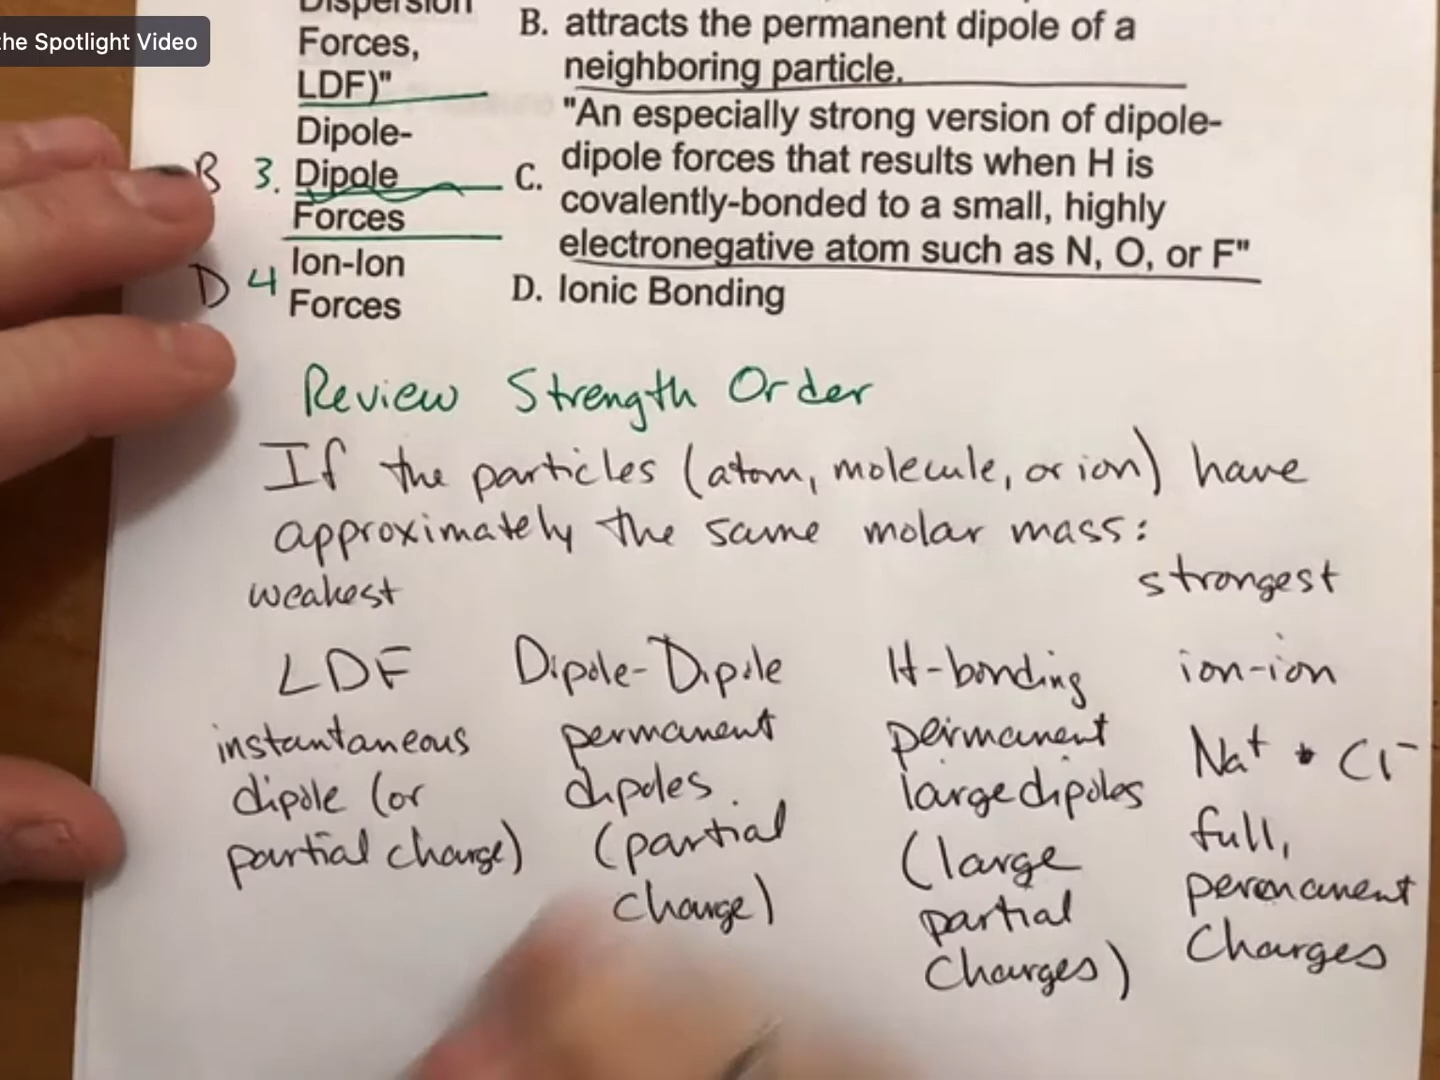 the Spotlight Video
Dispersion
Forces,
LDF)"
B. attracts the permanent dipole of a
neighboring particle.
B 3. Dipole-
Dipole
Forces
C. "An especially strong version of dipole-
dipole forces that results when H is
covalently-bonded to a small, highly
electronegative atom such as N, O, or F"
D 4 Ion-Ion
Forces
D. Ionic Bonding
Review Strength Order
If the particles (atom, molecule, or ion) have
approximately the same molar mass:
weakest strongest
LDF Dipole-Dipole H-bonding ion-ion
instantaneous
dipole (or
partial charge)
permanent
dipoles
(partial
charge)
permanent
large dipoles
(large
partial
charges)
Na⁺ • Cl⁻
full,
permanent
Charges